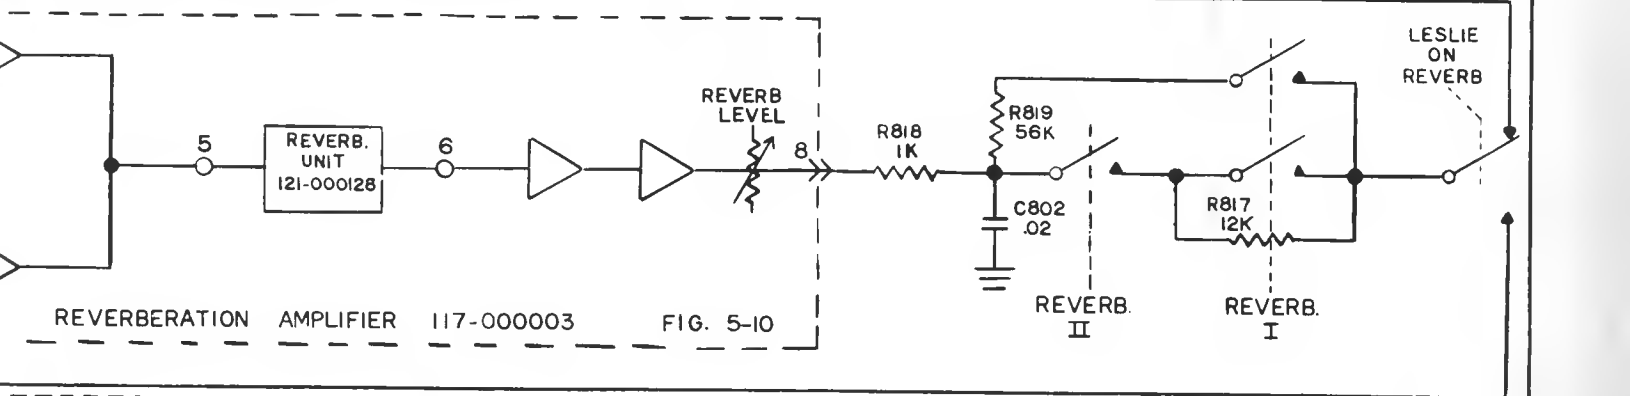 5
REVERB.
UNIT
121-000128
6
REVERB
LEVEL
8
R818
1K
R819
56K
C802
.02
R817
12K
LESLIE
ON
REVERB
REVERB.
II
REVERB.
I
REVERBERATION AMPLIFIER 117-000003 FIG. 5-10